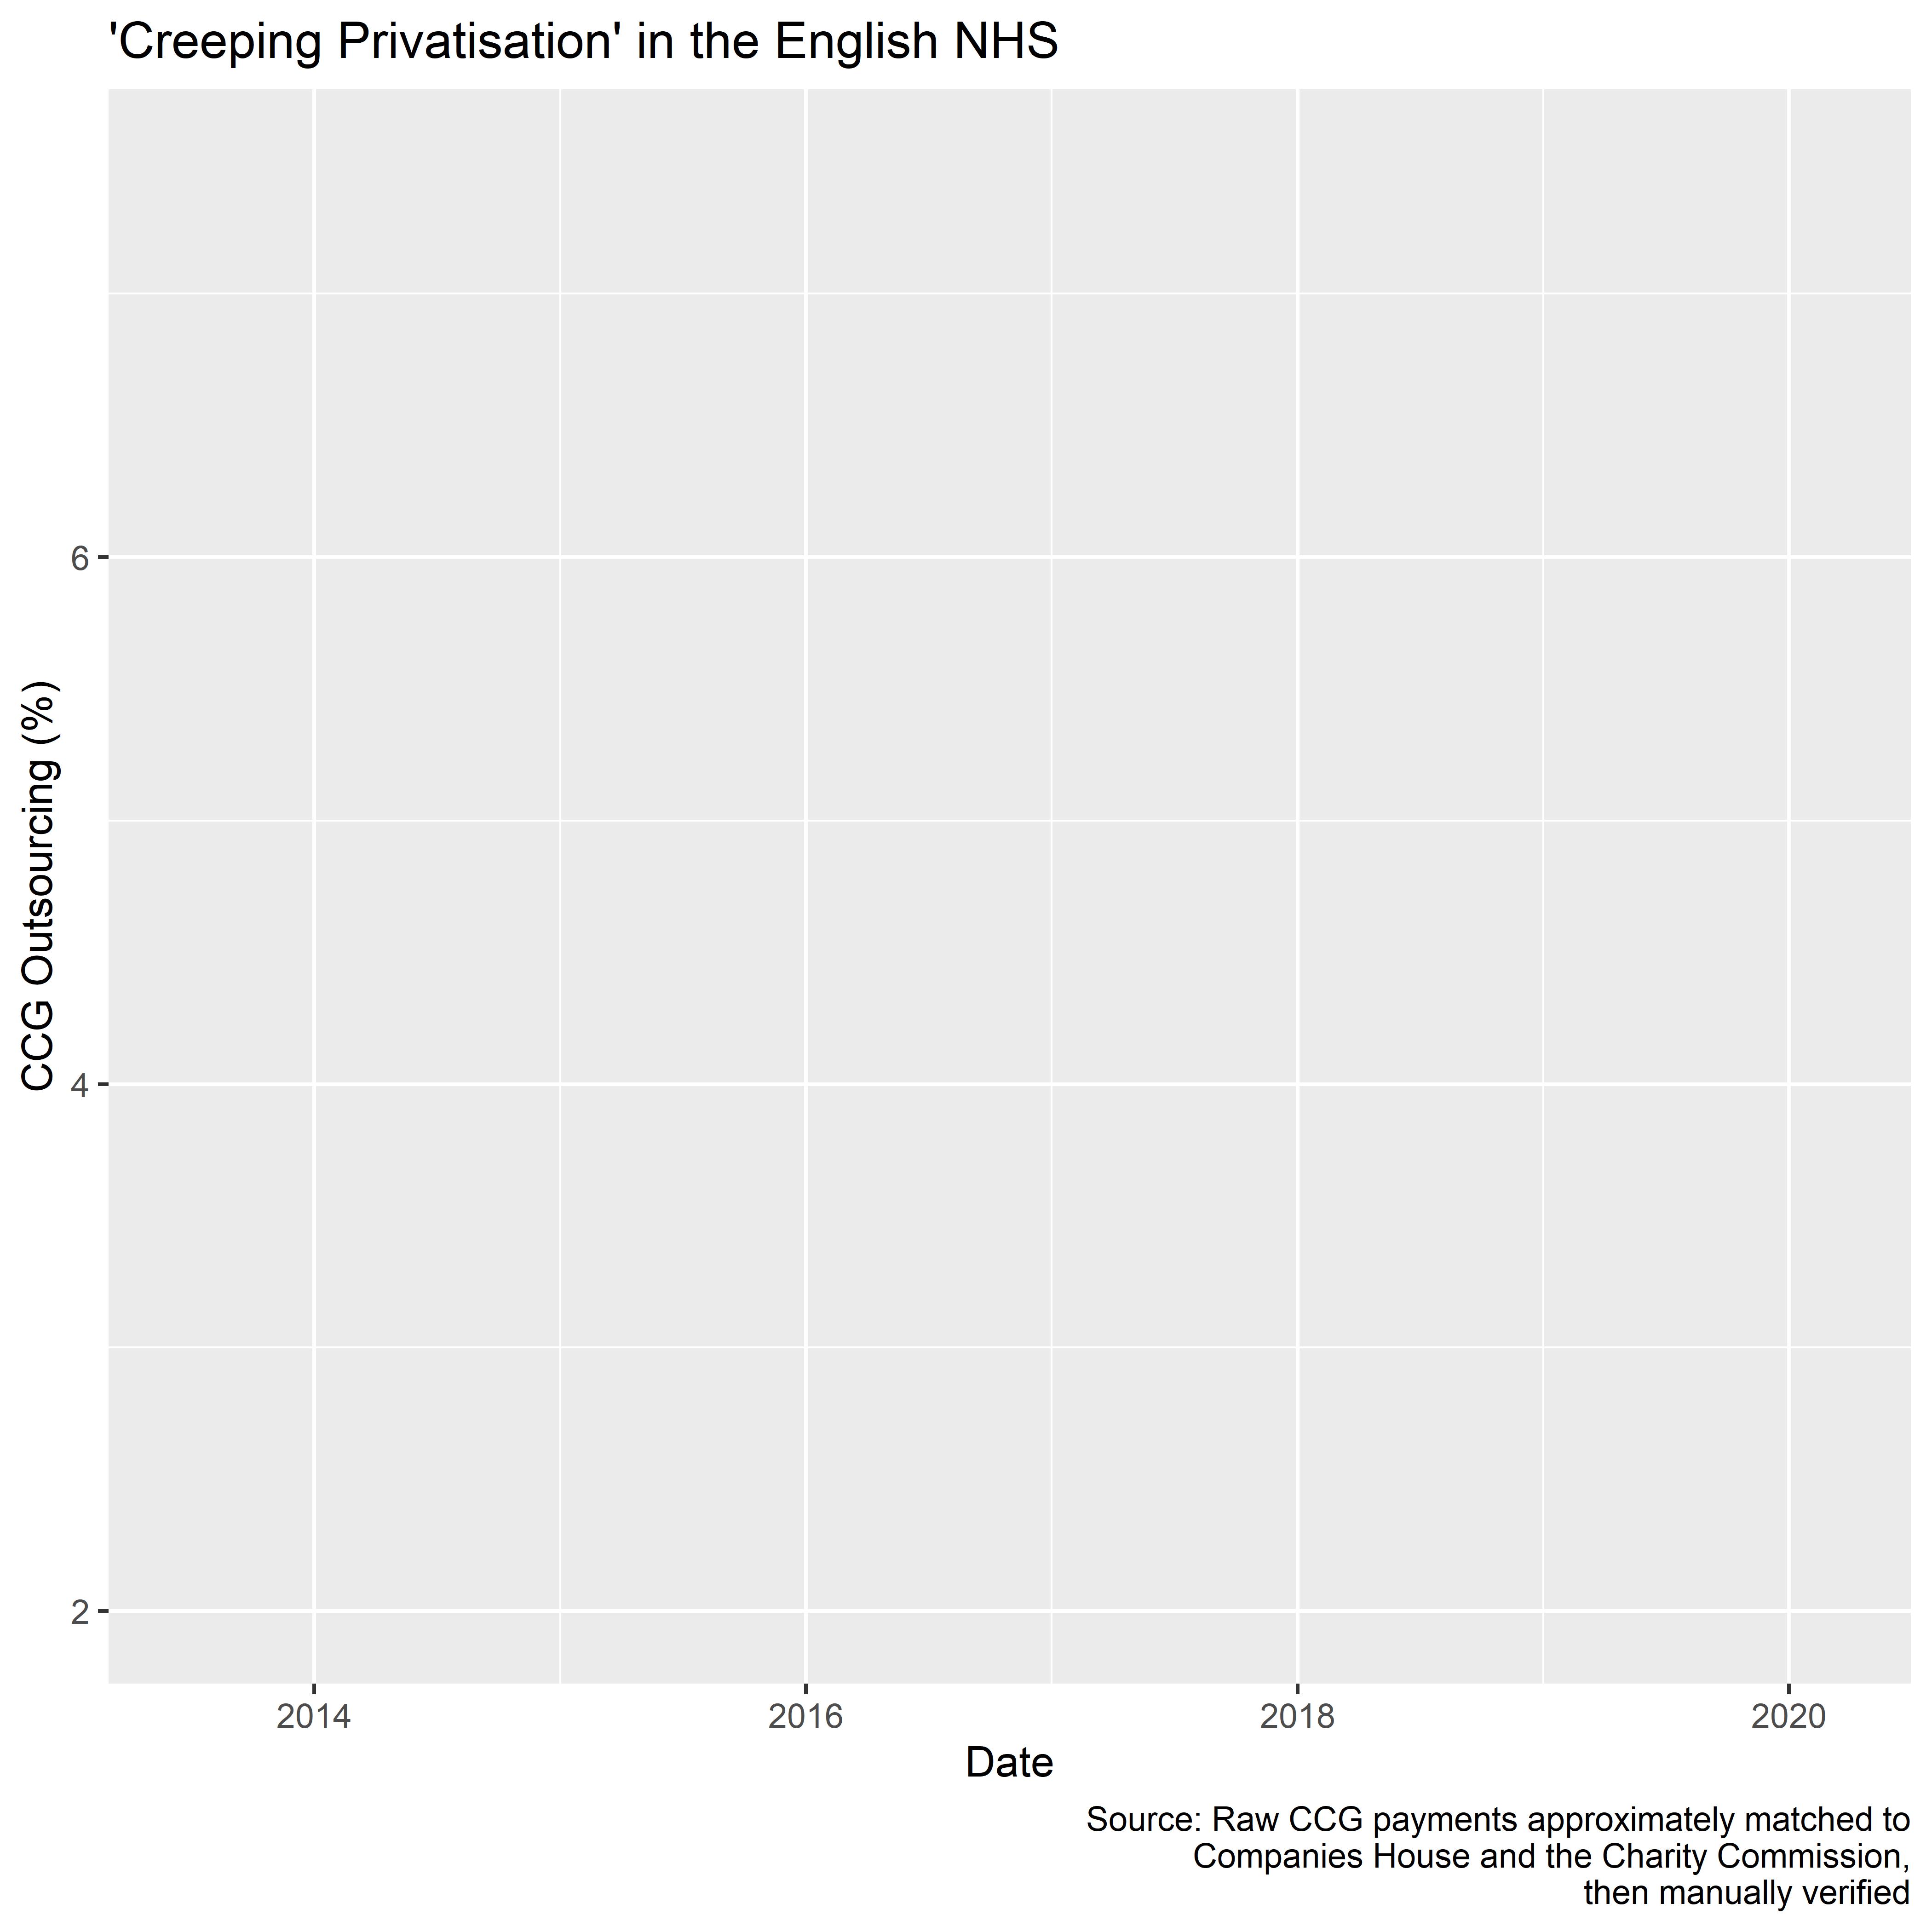 'Creeping Privatisation' in the English NHS
CCG Outsourcing (%)
6
4
2
2014
2016
2018
2020
Date
Source: Raw CCG payments approximately matched to
Companies House and the Charity Commission,
then manually verified